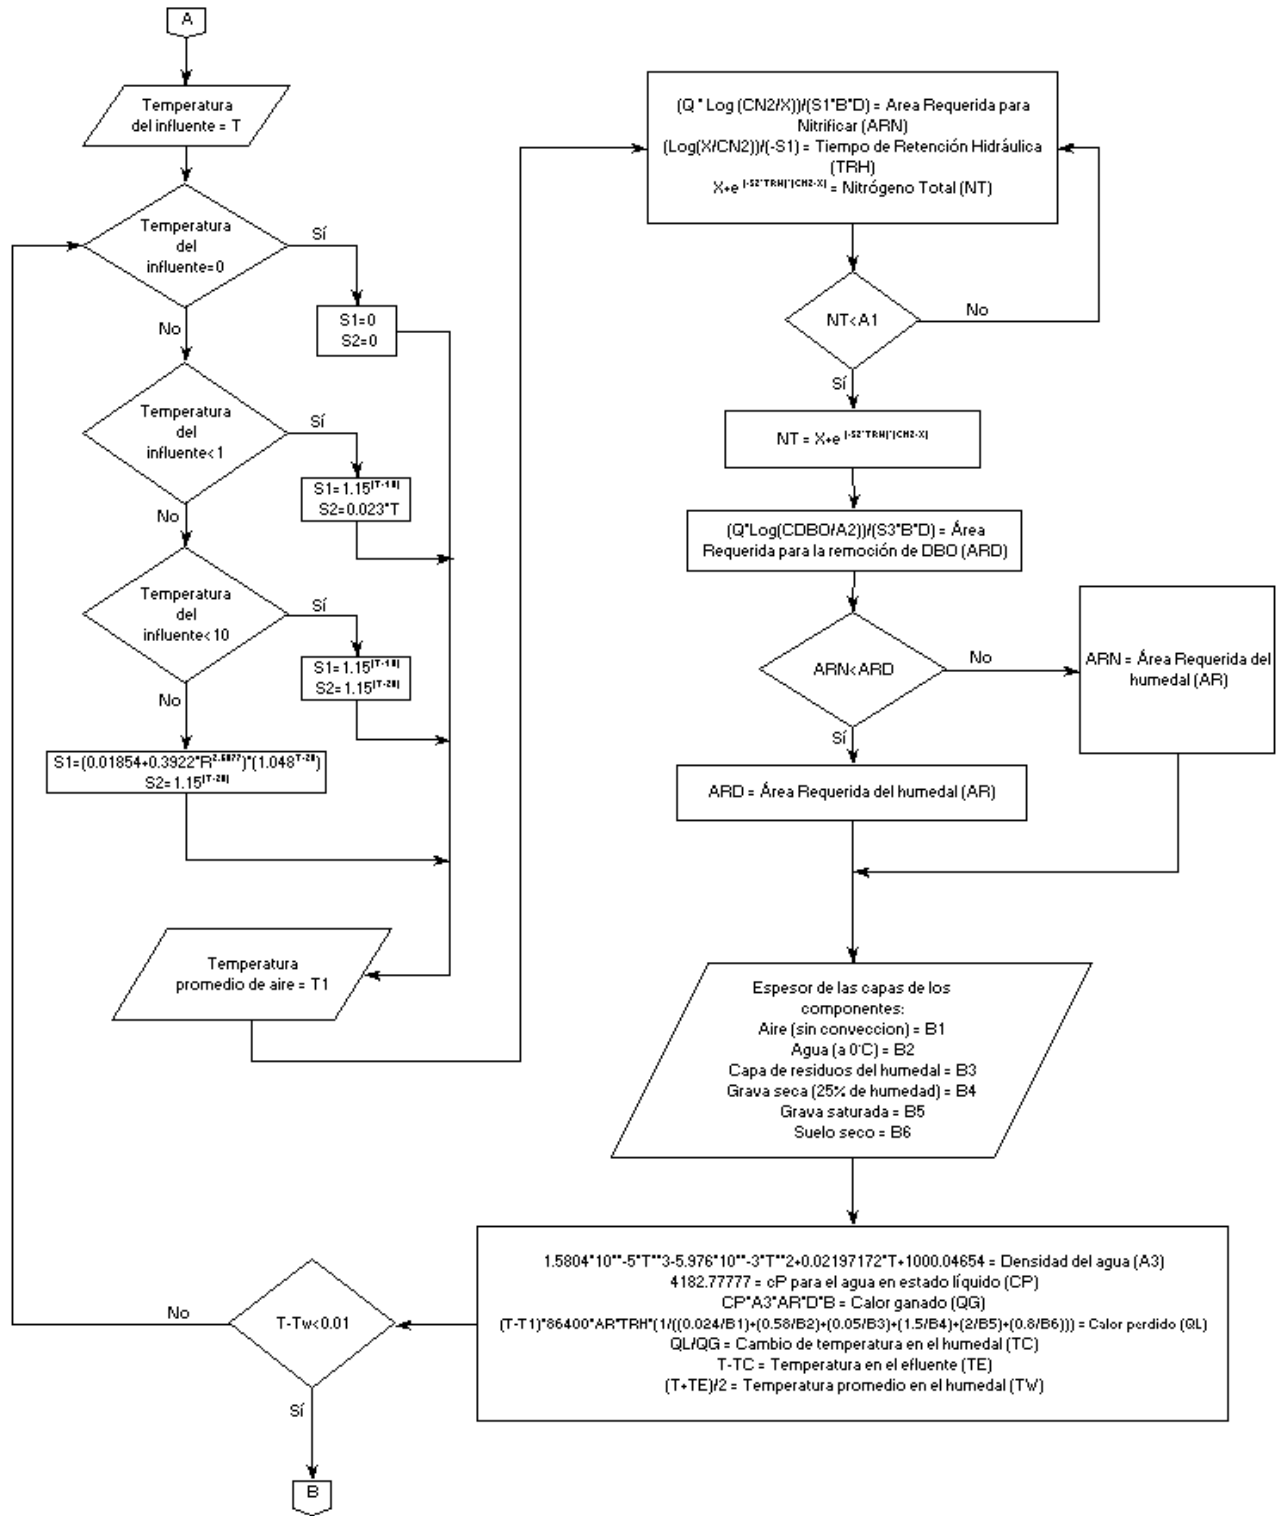 A
Temperatura
del influente = T
Temperatura
del
influente=0
Sí
No
S1=0
S2=0
Temperatura
del
influente<1
Sí
No
S1=1.15^(T-10)
S2=0.023*T
Temperatura
del
influente<10
Sí
No
S1=1.15^(T-10)
S2=1.15^(T-20)
S1=(0.01854+0.3922*R^2.6077)*(1.048^T-20)
S2=1.15^(T-20)
Temperatura
promedio de aire = T1
(Q * Log (CN2/X))/(S1*B*D) = Area Requerida para
Nitrificar (ARN)
(Log(X/CN2))/(-S1) = Tiempo de Retención Hidráulica
(TRH)
X+e^(-S2*TRH)*(CN2-X) = Nitrógeno Total (NT)
NT<A1
No
Sí
NT = X+e^(-S2*TRH)*(CN2-X)
(Q*Log(CDBO/A2))/(S3*B*D) = Área
Requerida para la remoción de DBO (ARD)
ARN<ARD
No
Sí
ARN = Área Requerida del
humedal (AR)
ARD = Área Requerida del humedal (AR)
Espesor de las capas de los
componentes:
Aire (sin conveccion) = B1
Agua (a 0°C) = B2
Capa de residuos del humedal = B3
Grava seca (25% de humedad) = B4
Grava saturada = B5
Suelo seco = B6
1.5804*10**-5*T**3-5.976*10**-3*T**2+0.02197172*T+1000.04654 = Densidad del agua (A3)
4182.77777 = cP para el agua en estado líquido (CP)
CP*A3*AR*D*B = Calor ganado (QG)
(T-T1)*86400*AR*TRH*(1/((0.024/B1)+(0.58/B2)+(0.05/B3)+(1.5/B4)+(2/B5)+(0.8/B6))) = Calor perdido (QL)
QL/QG = Cambio de temperatura en el humedal (TC)
T-TC = Temperatura en el efluente (TE)
(T+TE)/2 = Temperatura promedio en el humedal (TW)
T-Tw<0.01
No
Sí
B